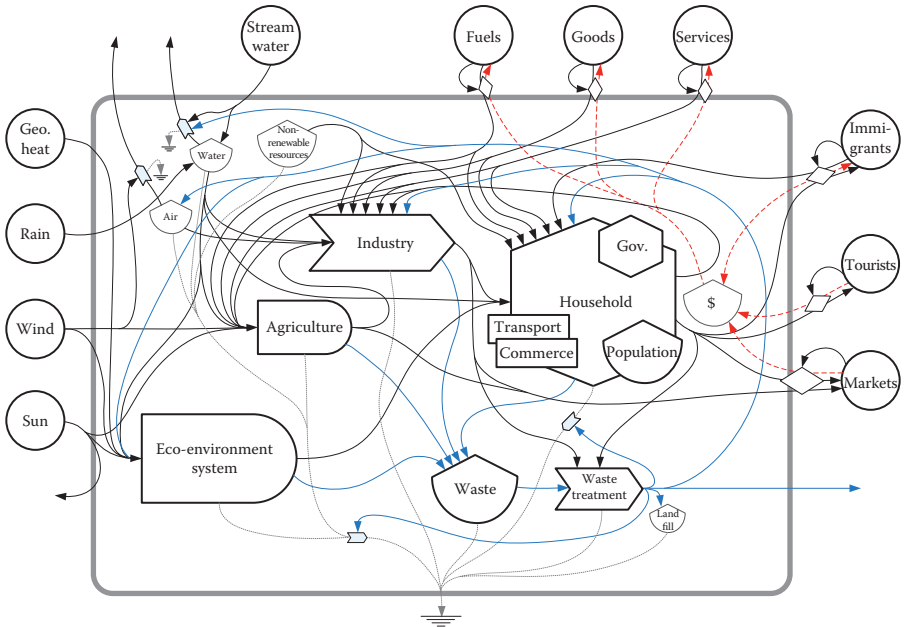 Stream
water
Fuels
Goods
Services
Geo.
heat
Immi-
grants
Non-
renewable
resources
Water
Air
Rain
Industry
Gov.
Tourists
Household
$
Wind
Agriculture
Transport
Commerce
Population
Markets
Sun
Eco-environment
system
Waste
Waste
treatment
Land
fill